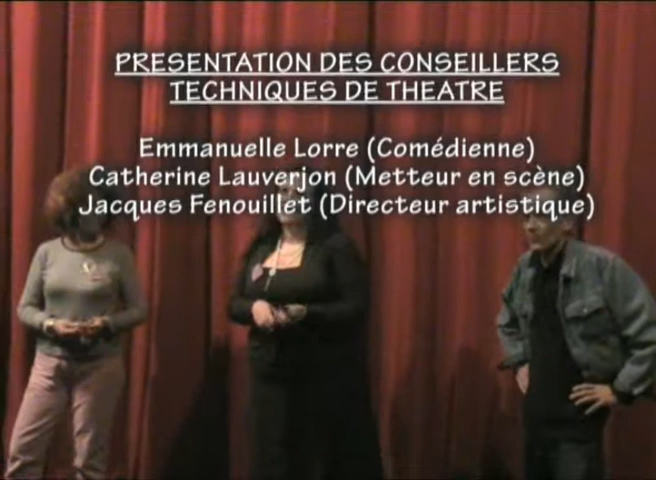 PRESENTATION DES CONSEILLERS
TECHNIQUES DE THEATRE
Emmanuelle Lorre (Comédienne)
Catherine Lauverjon (Metteur en scène)
Jacques Fenouillet (Directeur artistique)